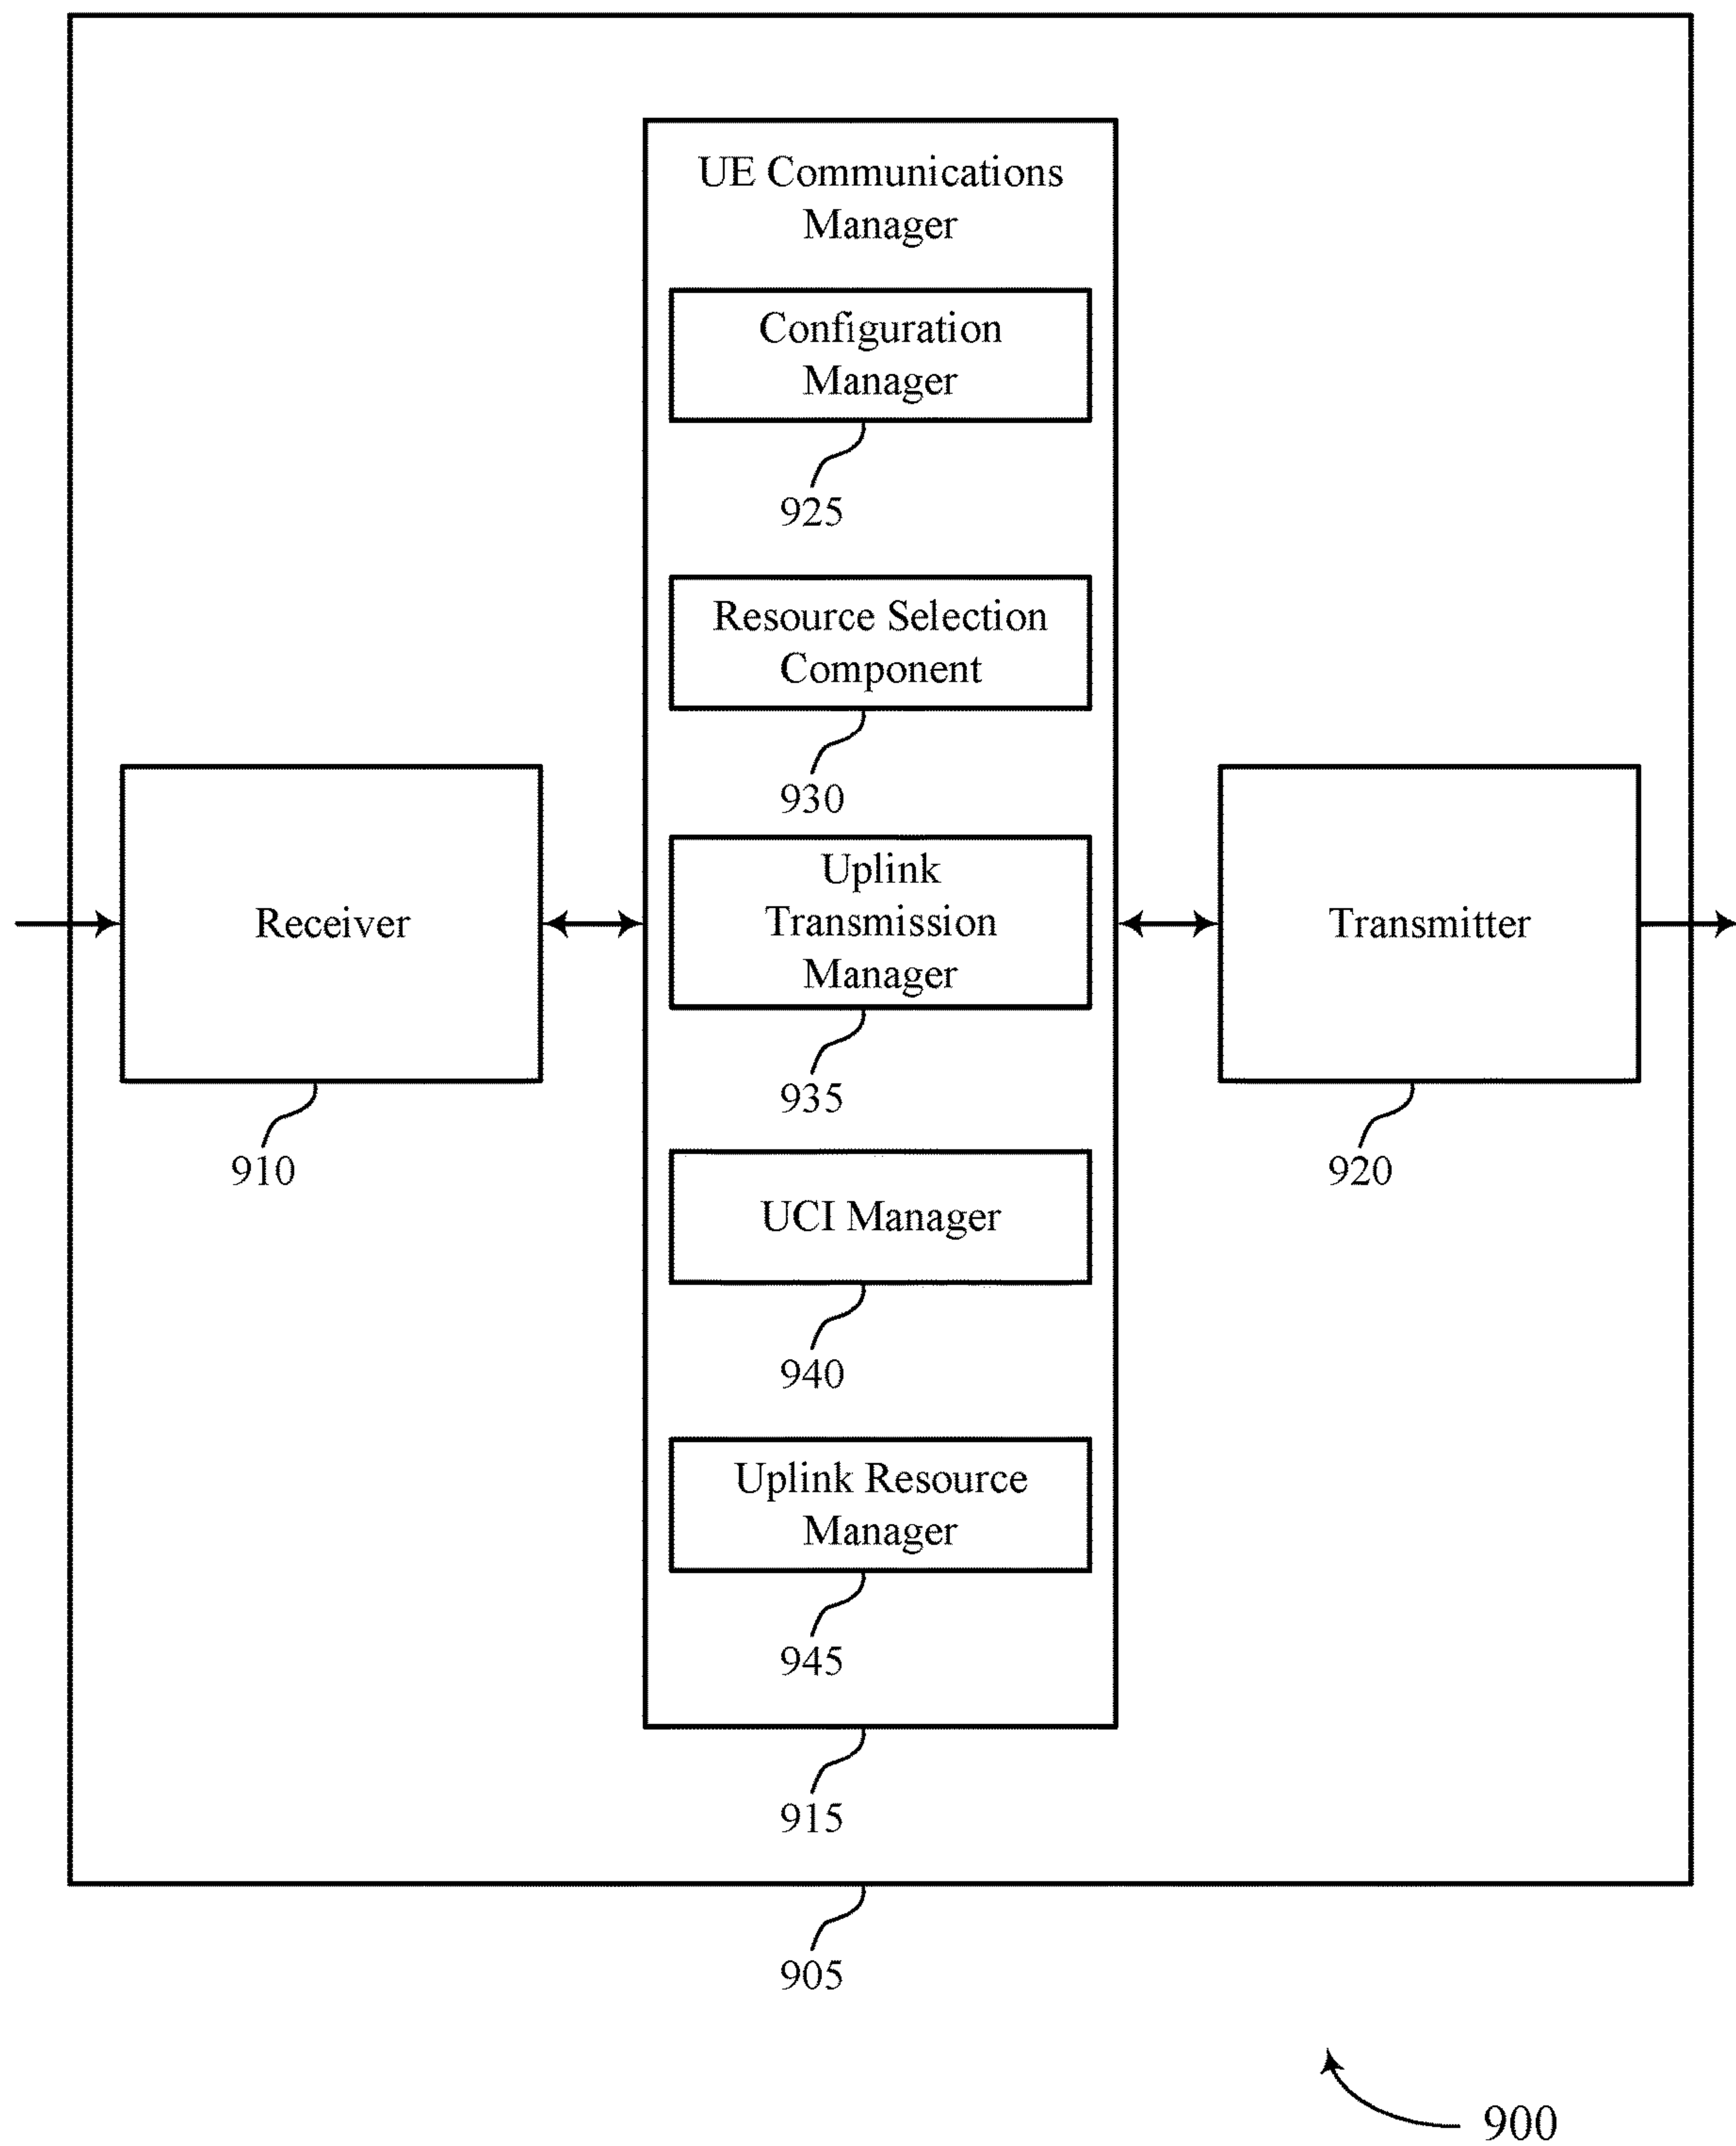 UE Communications
Manager
Configuration
Manager
925
Resource Selection
Component
930
Receiver
910
Uplink
Transmission
Manager
935
Transmitter
920
UCI Manager
940
Uplink Resource
Manager
945
915
905
900